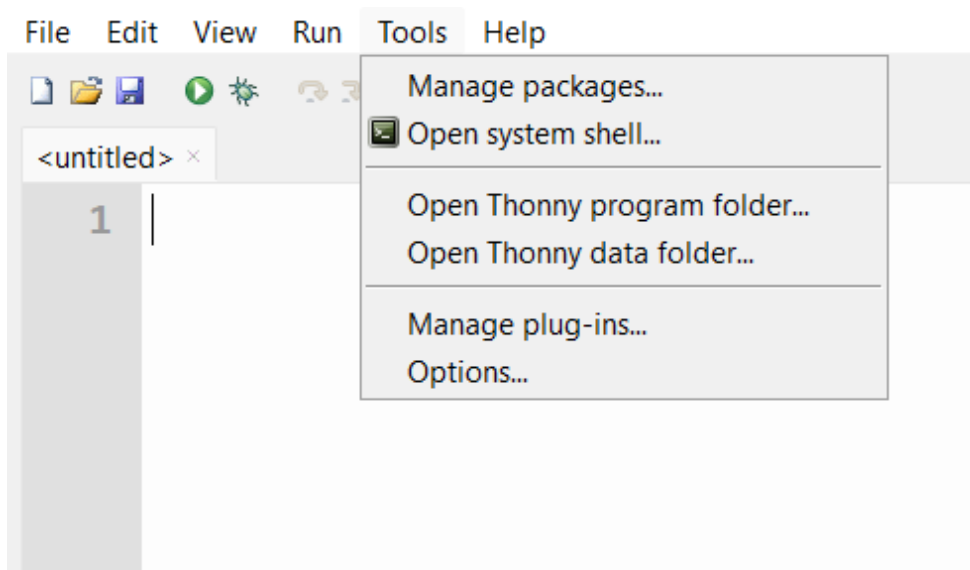 File Edit View Run Tools Help
Manage packages...
Open system shell...
<untitled> ×
Open Thonny program folder...
1
Open Thonny data folder...
Manage plug-ins...
Options...